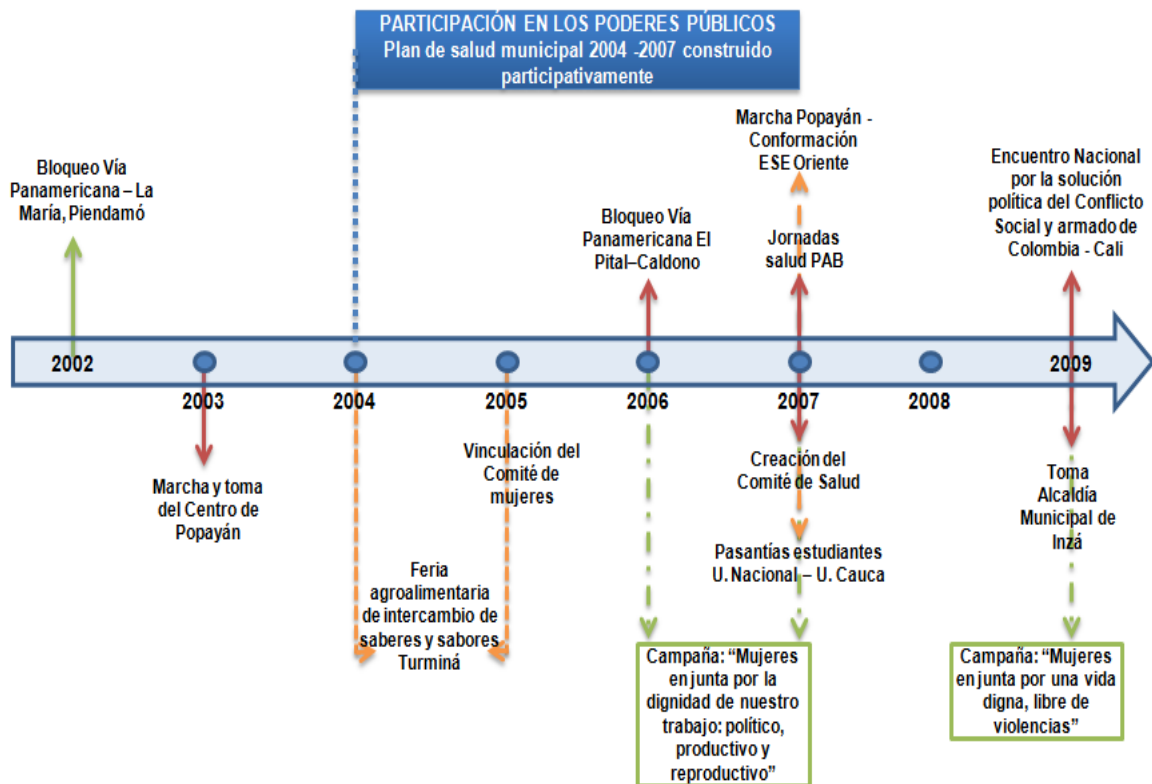 PARTICIPACIÓN EN LOS PODERES PÚBLICOS
Plan de salud municipal 2004 -2007 construido
participativamente
Bloqueo Vía
Panamericana – La
María, Piendamó
Bloqueo Vía
Panamericana El
Pital–Caldono
Marcha Popayán -
Conformación
ESE Oriente
Jornadas
salud PAB
Encuentro Nacional
por la solución
política del Conflicto
Social y armado de
Colombia - Cali
2002
2003
2004
2005
2006
2007
2008
2009
Marcha y toma
del Centro de
Popayán
Feria
agroalimentaria
de intercambio de
saberes y sabores
Turminá
Vinculación del
Comité de
mujeres
Creación del
Comité de Salud
Pasantías estudiantes
U. Nacional – U. Cauca
Toma
Alcaldía
Municipal de
Inzá
Campaña: “Mujeres
en junta por la
dignidad de nuestro
trabajo: político,
productivo y
reproductivo”
Campaña: “Mujeres
en junta por una vida
digna, libre de
violencias”